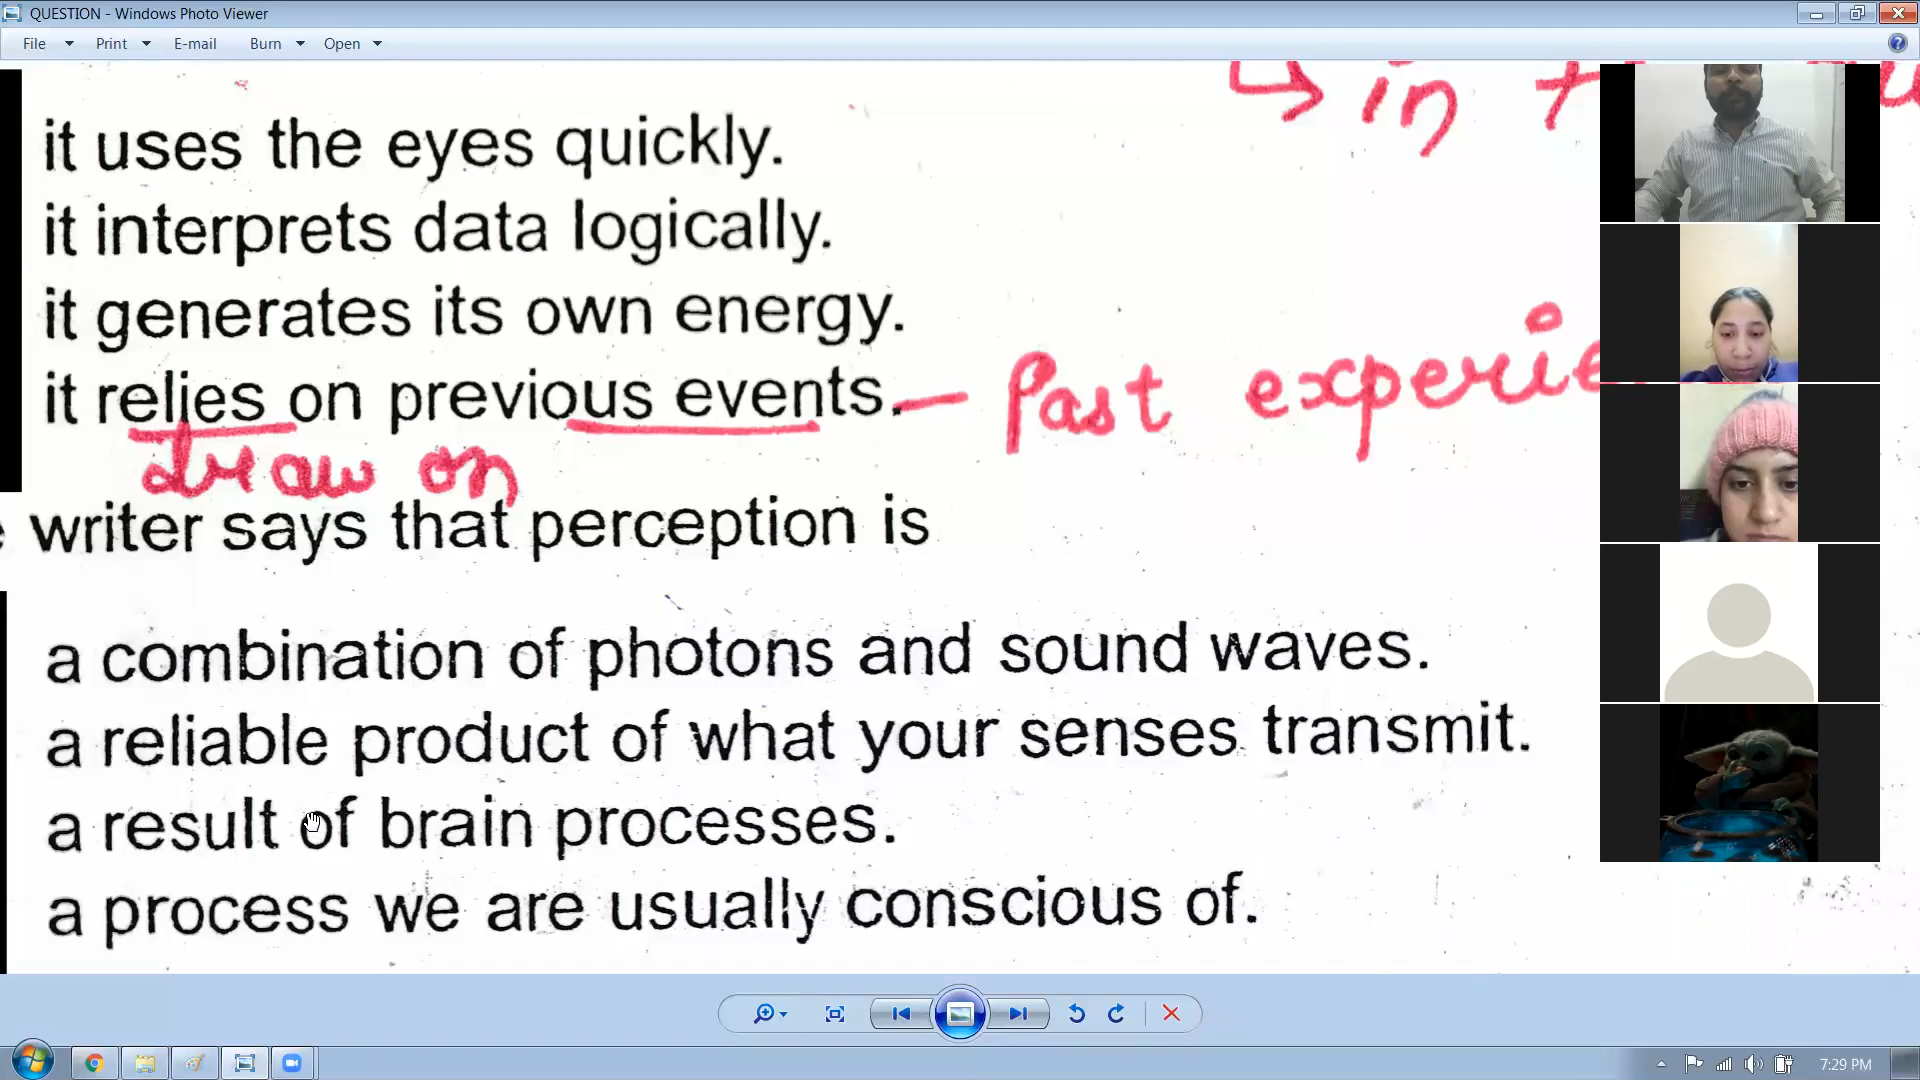 QUESTION - Windows Photo Viewer
File Print E-mail Burn Open
in
it uses the eyes quickly.
it interprets data logically.
it generates its own energy.
it relies on previous events. – Past
draw on
writer says that perception is
a combination of photons and sound waves.
a reliable product of what your senses transmit.
a result of brain processes.
a process we are usually conscious of.
7:29 PM